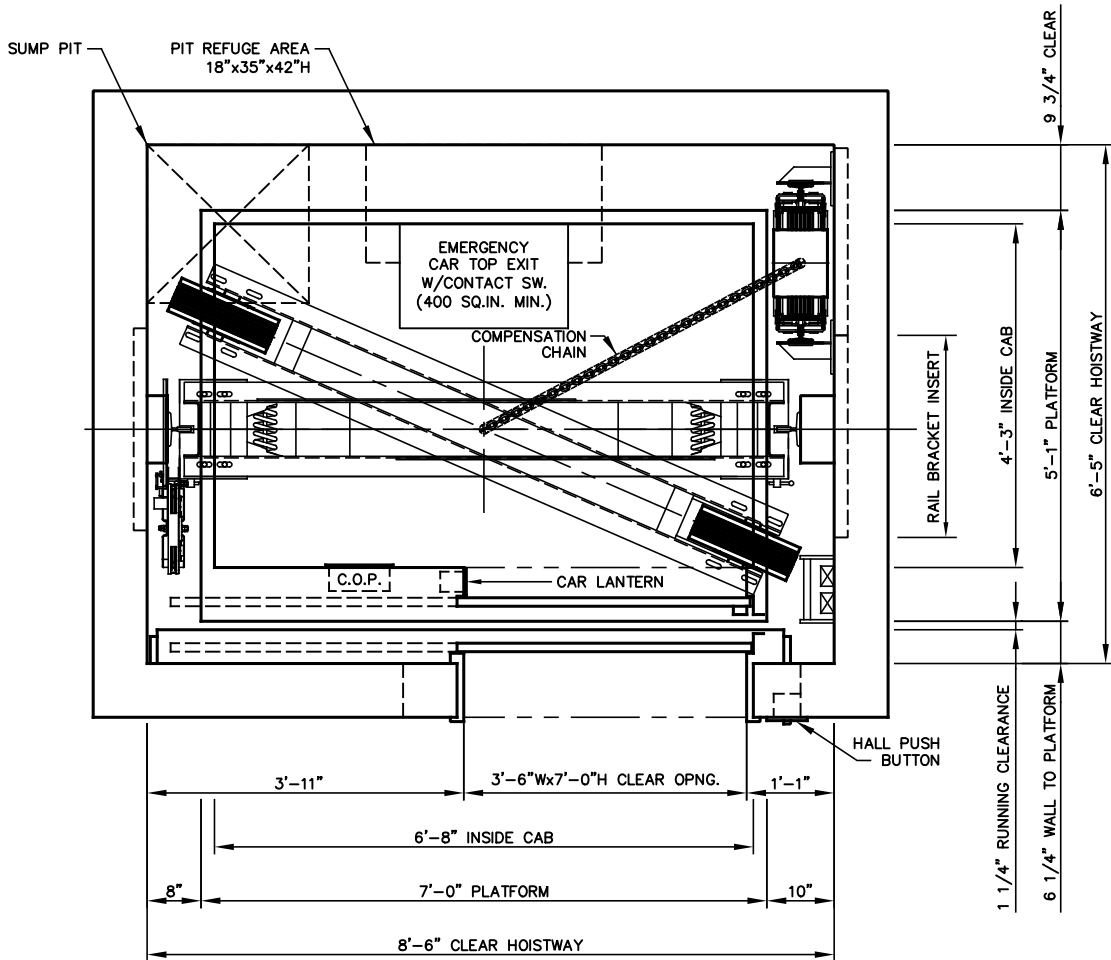 SUMP PIT
PIT REFUGE AREA
18"x35"x42"H
9 3/4" CLEAR
EMERGENCY
CAR TOP EXIT
W/CONTACT SW.
(400 SQ.IN. MIN.)
COMPENSATION
CHAIN
RAIL BRACKET INSERT
4'-3" INSIDE CAB
5'-1" PLATFORM
6'-5" CLEAR HOISTWAY
C.O.P.
CAR LANTERN
HALL PUSH
BUTTON
1 1/4" RUNNING CLEARANCE
6 1/4" WALL TO PLATFORM
3'-11"
3'-6"Wx7'-0"H CLEAR OPNG.
1'-1"
6'-8" INSIDE CAB
8"
7'-0" PLATFORM
10"
8'-6" CLEAR HOISTWAY